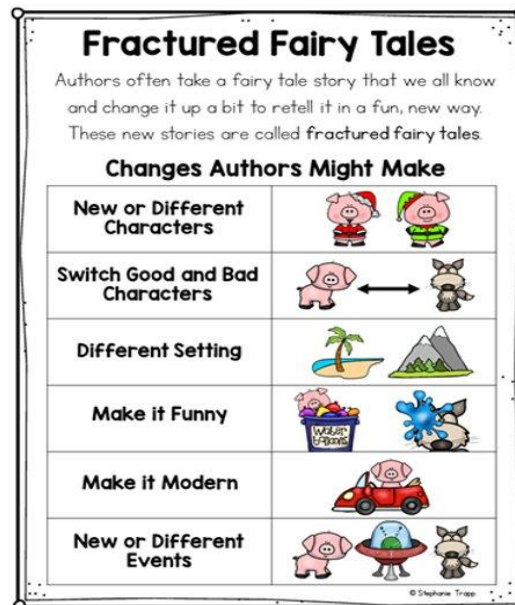 Fractured Fairy Tales
Authors often take a fairy tale story that we all know
and change it up a bit to retell it in a fun, new way.
These new stories are called fractured fairy tales.
Changes Authors Might Make
New or Different
Characters
Switch Good and Bad
Characters
Different Setting
Make it Funny
water
balloons
Make it Modern
New or Different
Events
© Stephanie Trapp